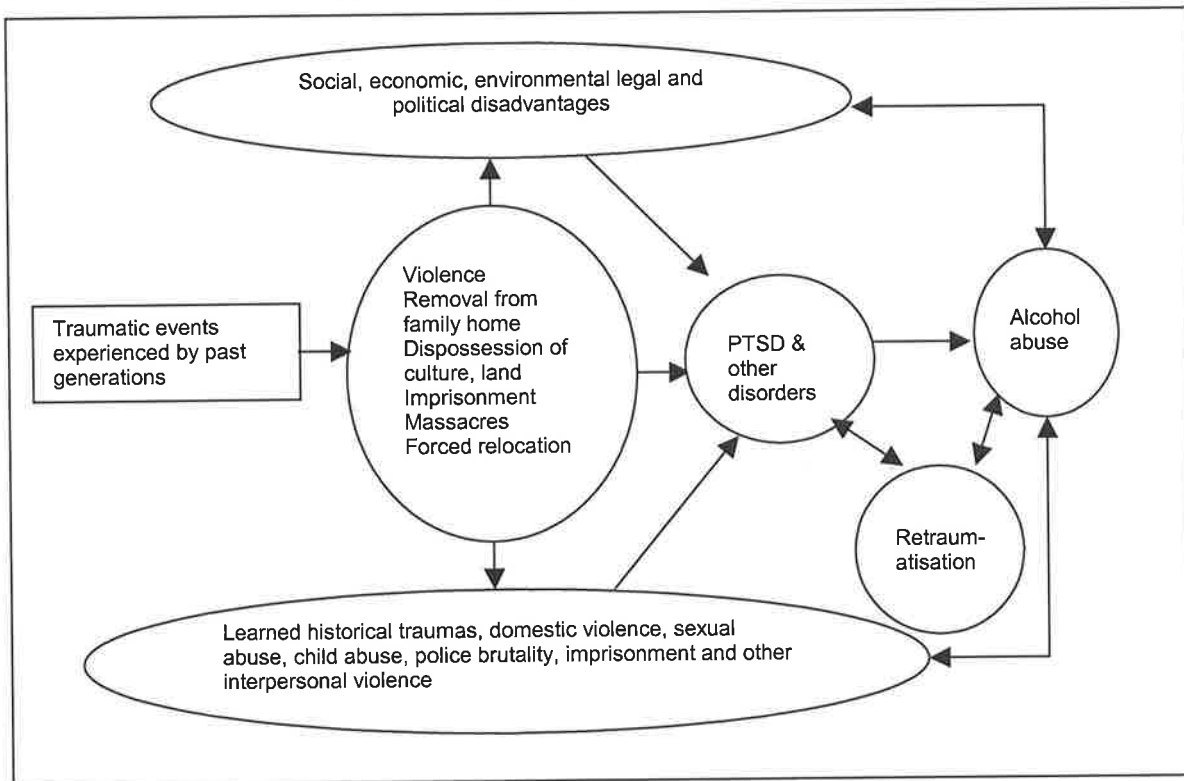 Social, economic, environmental legal and
political disadvantages
Traumatic events
experienced by past
generations
Violence
Removal from
family home
Dispossession of
culture, land
Imprisonment
Massacres
Forced relocation
PTSD &
other
disorders
Alcohol
abuse
Retraum-
atisation
Learned historical traumas, domestic violence, sexual
abuse, child abuse, police brutality, imprisonment and other
interpersonal violence